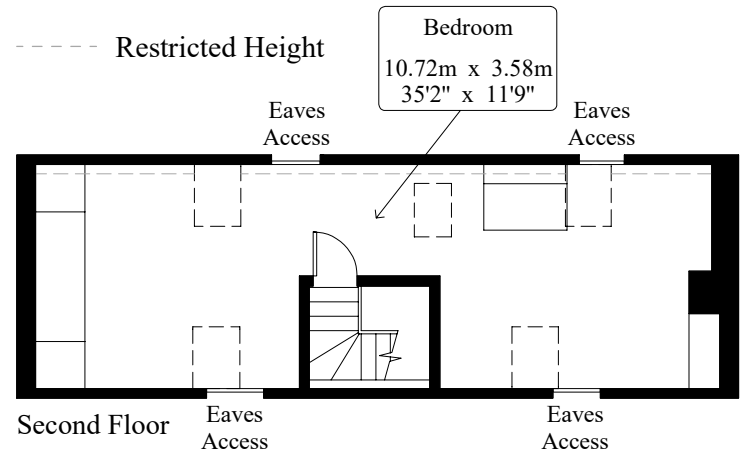 Restricted Height
Bedroom
10.72m x 3.58m
35'2" x 11'9"
Eaves
Access
Eaves
Access
Second Floor
Eaves
Access
Eaves
Access